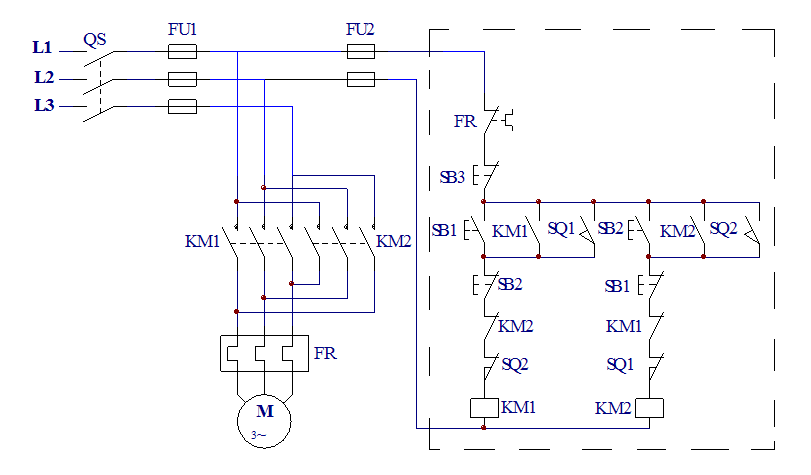 FU1 FU2
L1 QS
L2
L3
FR
SB3
SB1 KM1 SQ1 SB2 KM2 SQ2
KM1 KM2
SB2 SB1
KM2 KM1
FR SQ2 SQ1
KM1 KM2
M
3~